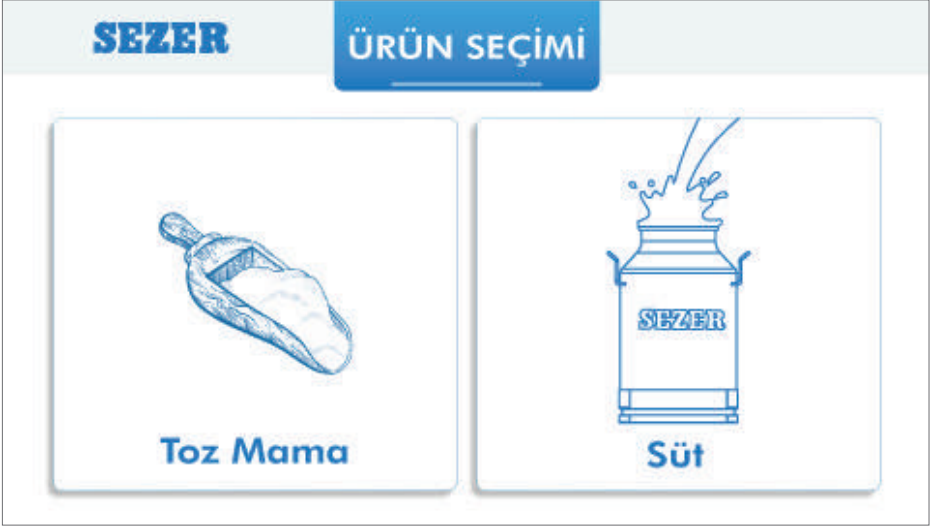 SEZER
ÜRÜN SEÇİMİ
SEZER
Toz Mama
Süt